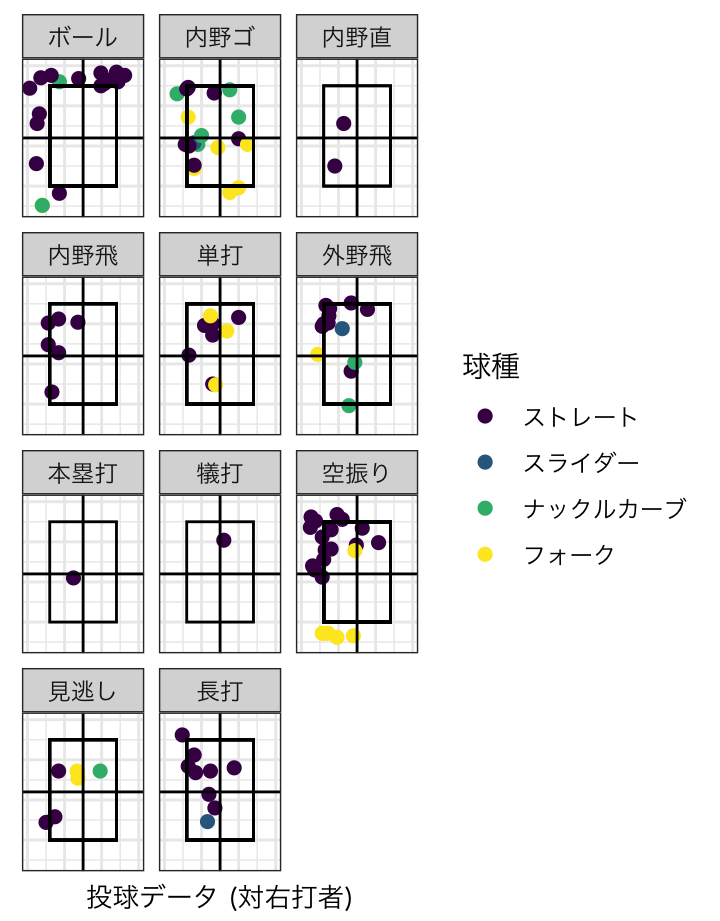 ボール
内野ゴ
内野直
内野飛
単打
外野飛
本塁打
犠打
空振り
見逃し
長打
球種
ストレート
スライダー
ナックルカーブ
フォーク
投球データ (対右打者)